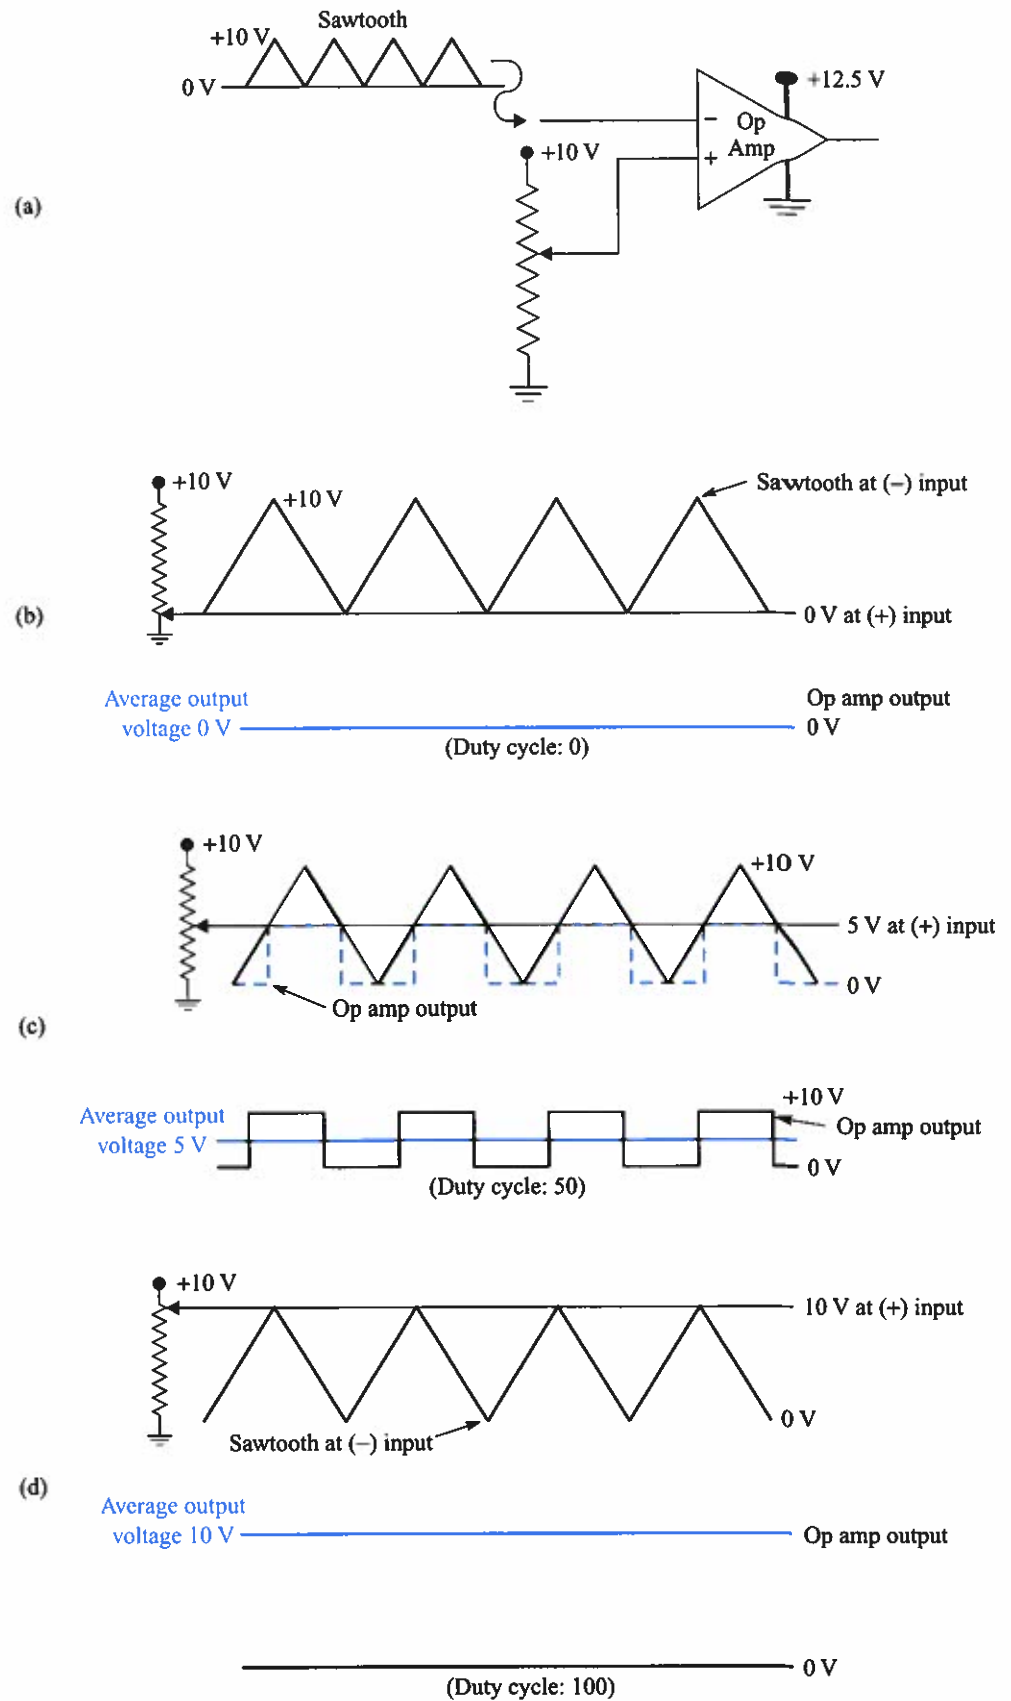 Sawtooth
+10 V
0 V
+12.5 V
−
Op
Amp
+
+10 V
(a)
+10 V
+10 V
Sawtooth at (−) input
(b)
0 V at (+) input
Average output
voltage 0 V
Op amp output
0 V
(Duty cycle: 0)
+10 V
+10 V
5 V at (+) input
0 V
Op amp output
(c)
Average output
voltage 5 V
+10 V
Op amp output
0 V
(Duty cycle: 50)
+10 V
10 V at (+) input
0 V
Sawtooth at (−) input
(d)
Average output
voltage 10 V
Op amp output
0 V
(Duty cycle: 100)